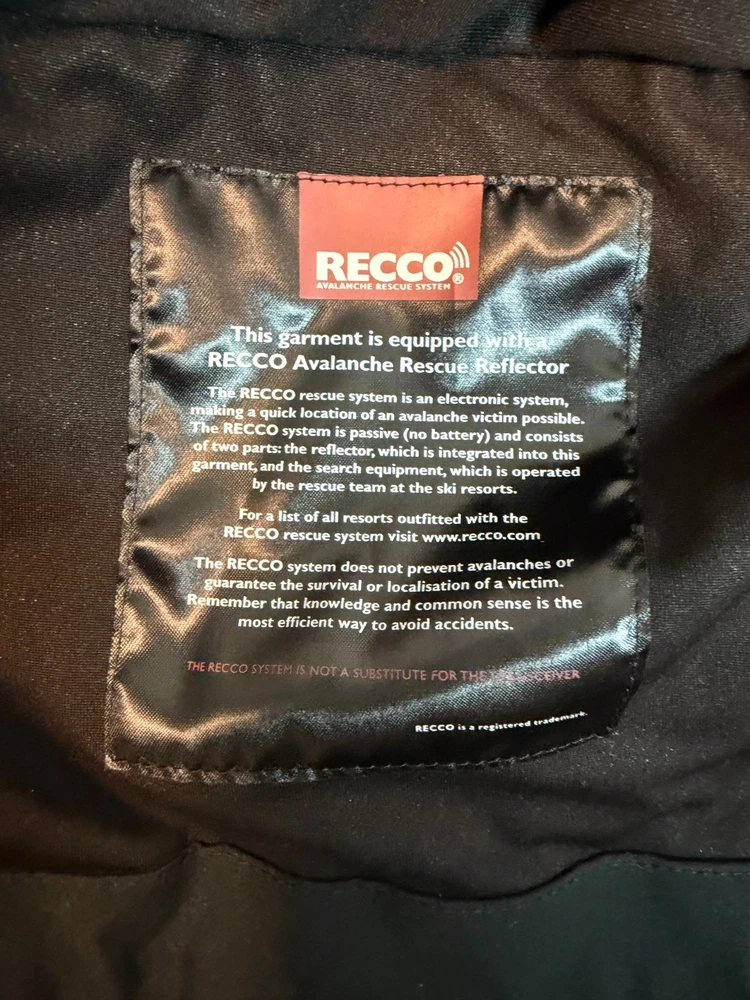 RECCO®
AVALANCHE RESCUE SYSTEM
This garment is equipped with a
RECCO Avalanche Rescue Reflector
The RECCO rescue system is an electronic system,
making a quick location of an avalanche victim possible.
The RECCO system is passive (no battery) and consists
of two parts: the reflector, which is integrated into this
garment, and the search equipment, which is operated
by the rescue team at the ski resorts.
For a list of all resorts outfitted with the
RECCO rescue system visit www.recco.com
The RECCO system does not prevent avalanches or
guarantee the survival or localisation of a victim.
Remember that knowledge and common sense is the
most efficient way to avoid accidents.
THE RECCO SYSTEM IS NOT A SUBSTITUTE FOR THE TRANSCEIVER
RECCO is a registered trademark.